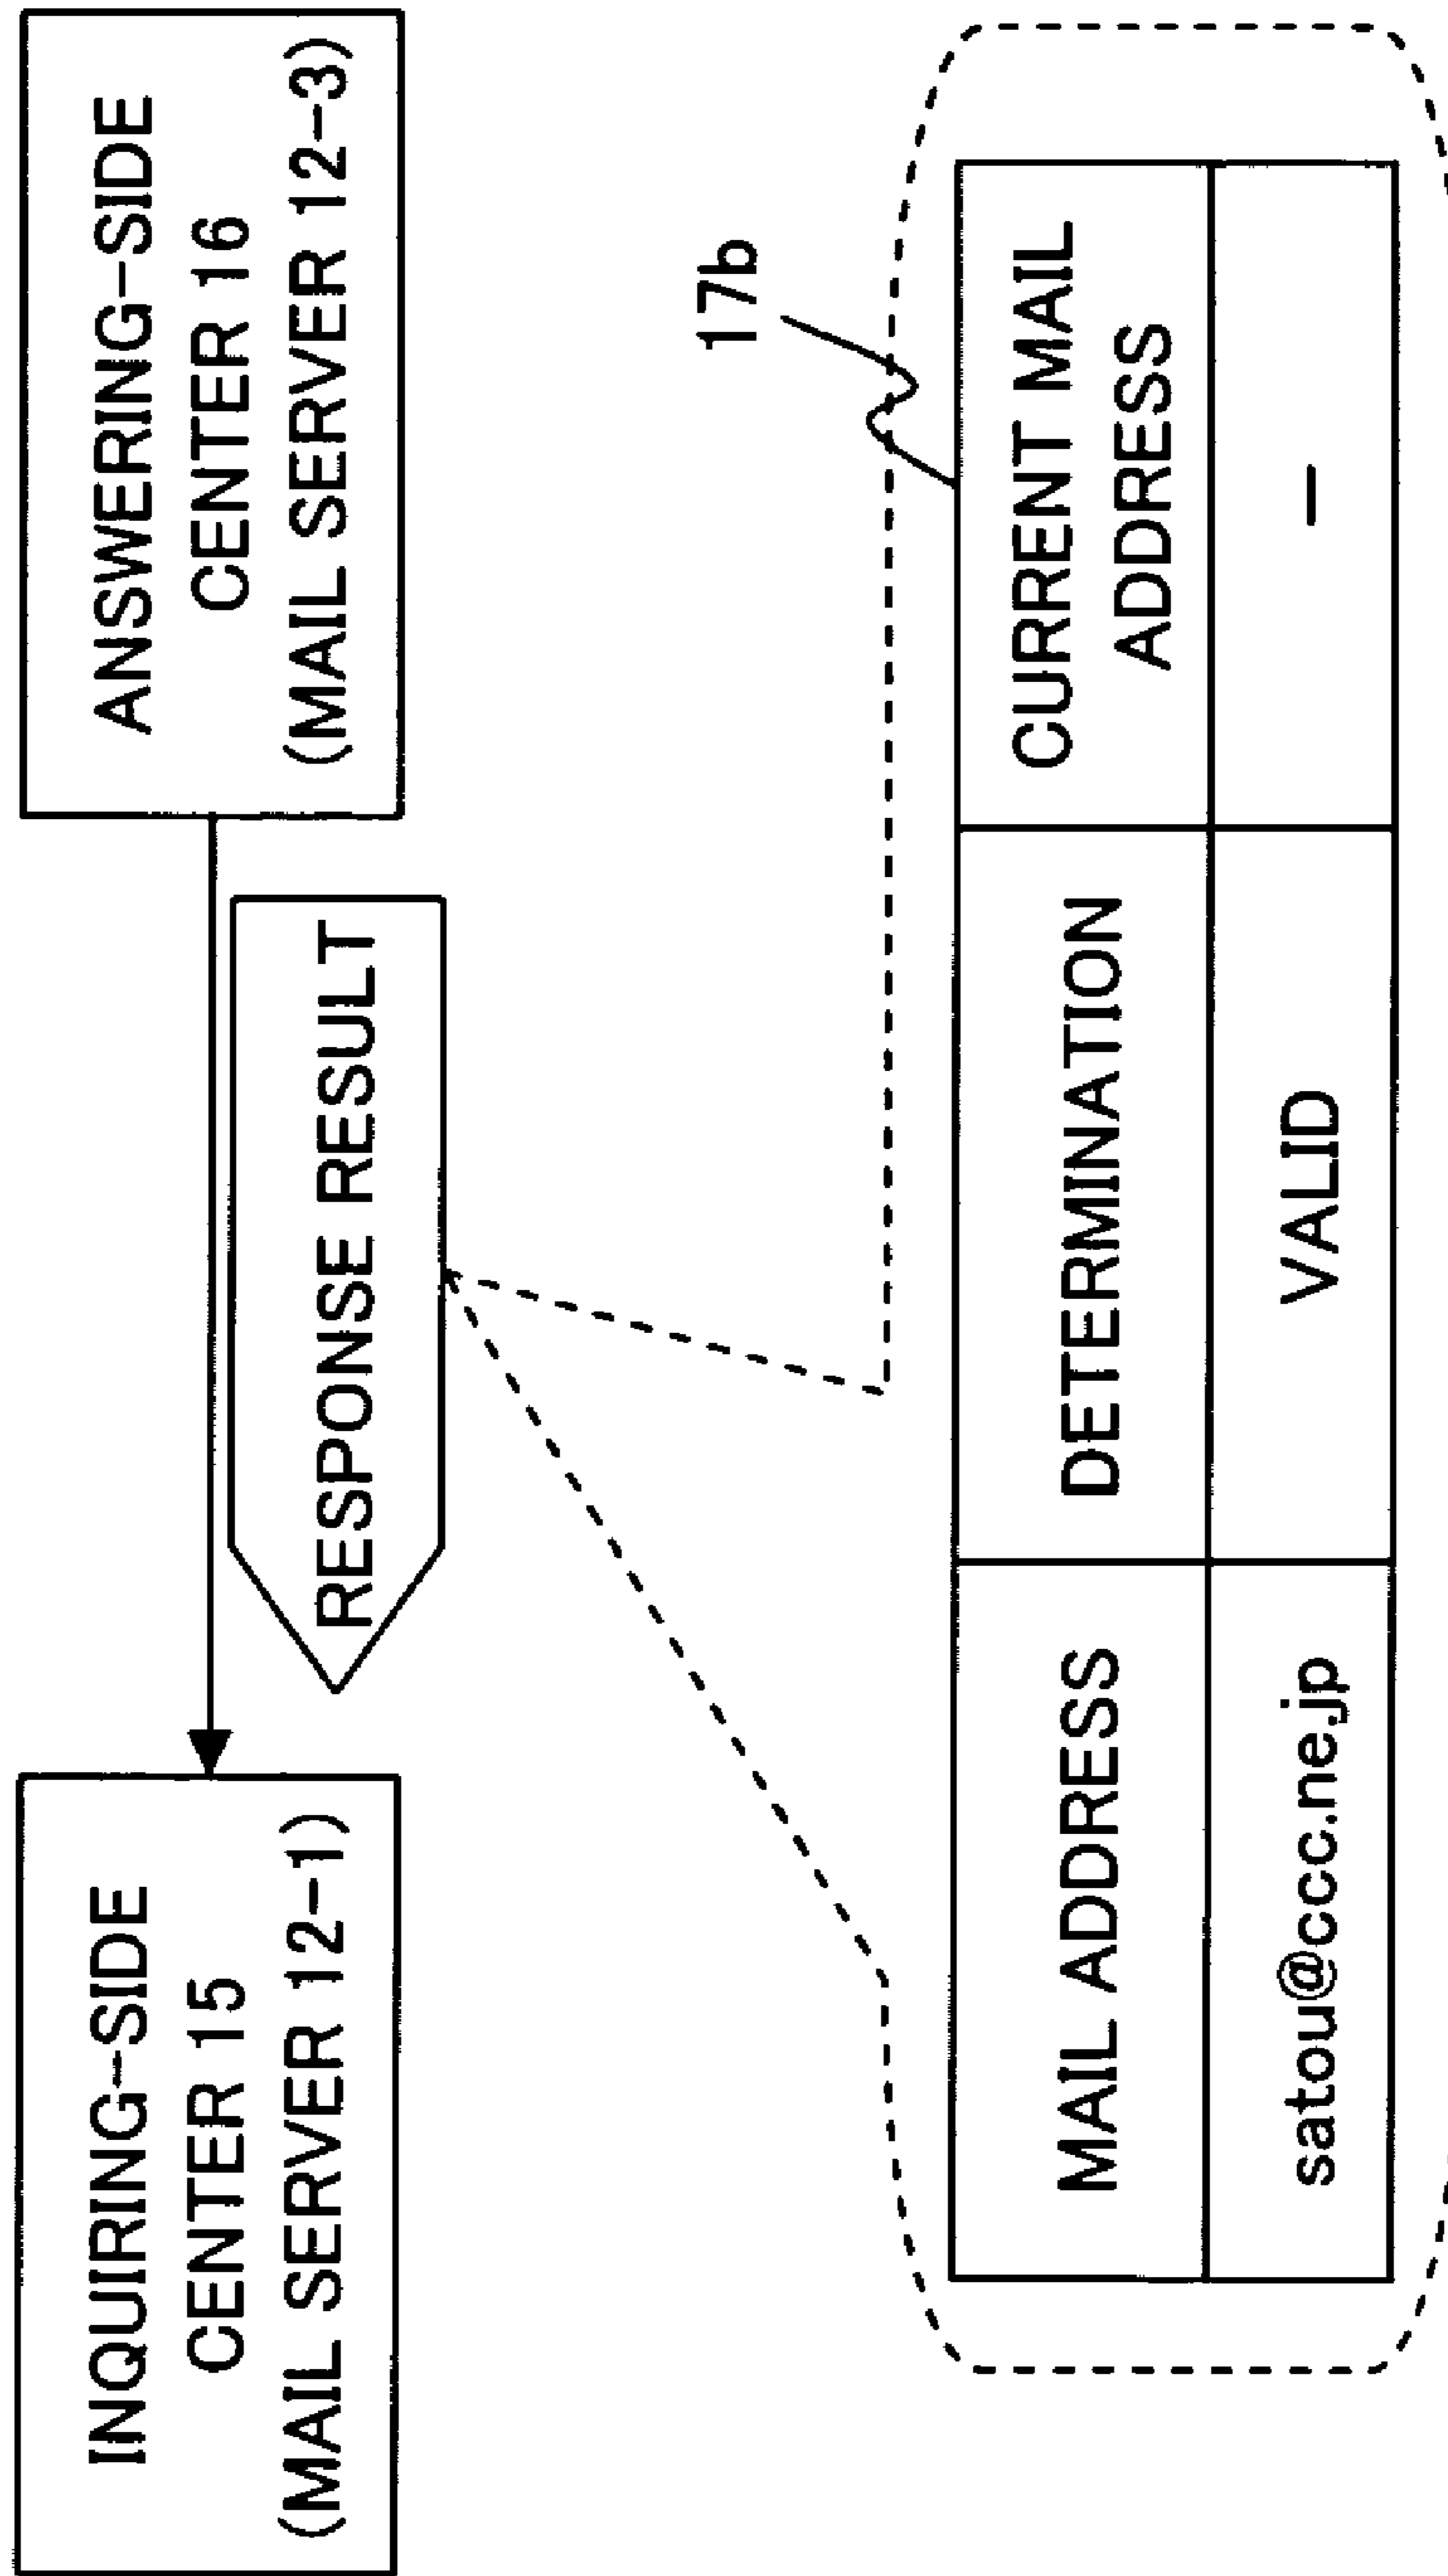 INQUIRING-SIDE
CENTER 15
(MAIL SERVER 12-1)
ANSWERING-SIDE
CENTER 16
(MAIL SERVER 12-3)
RESPONSE RESULT
17b
MAIL ADDRESS
DETERMINATION
CURRENT MAIL
ADDRESS
satou@ccc.ne.jp
VALID
—